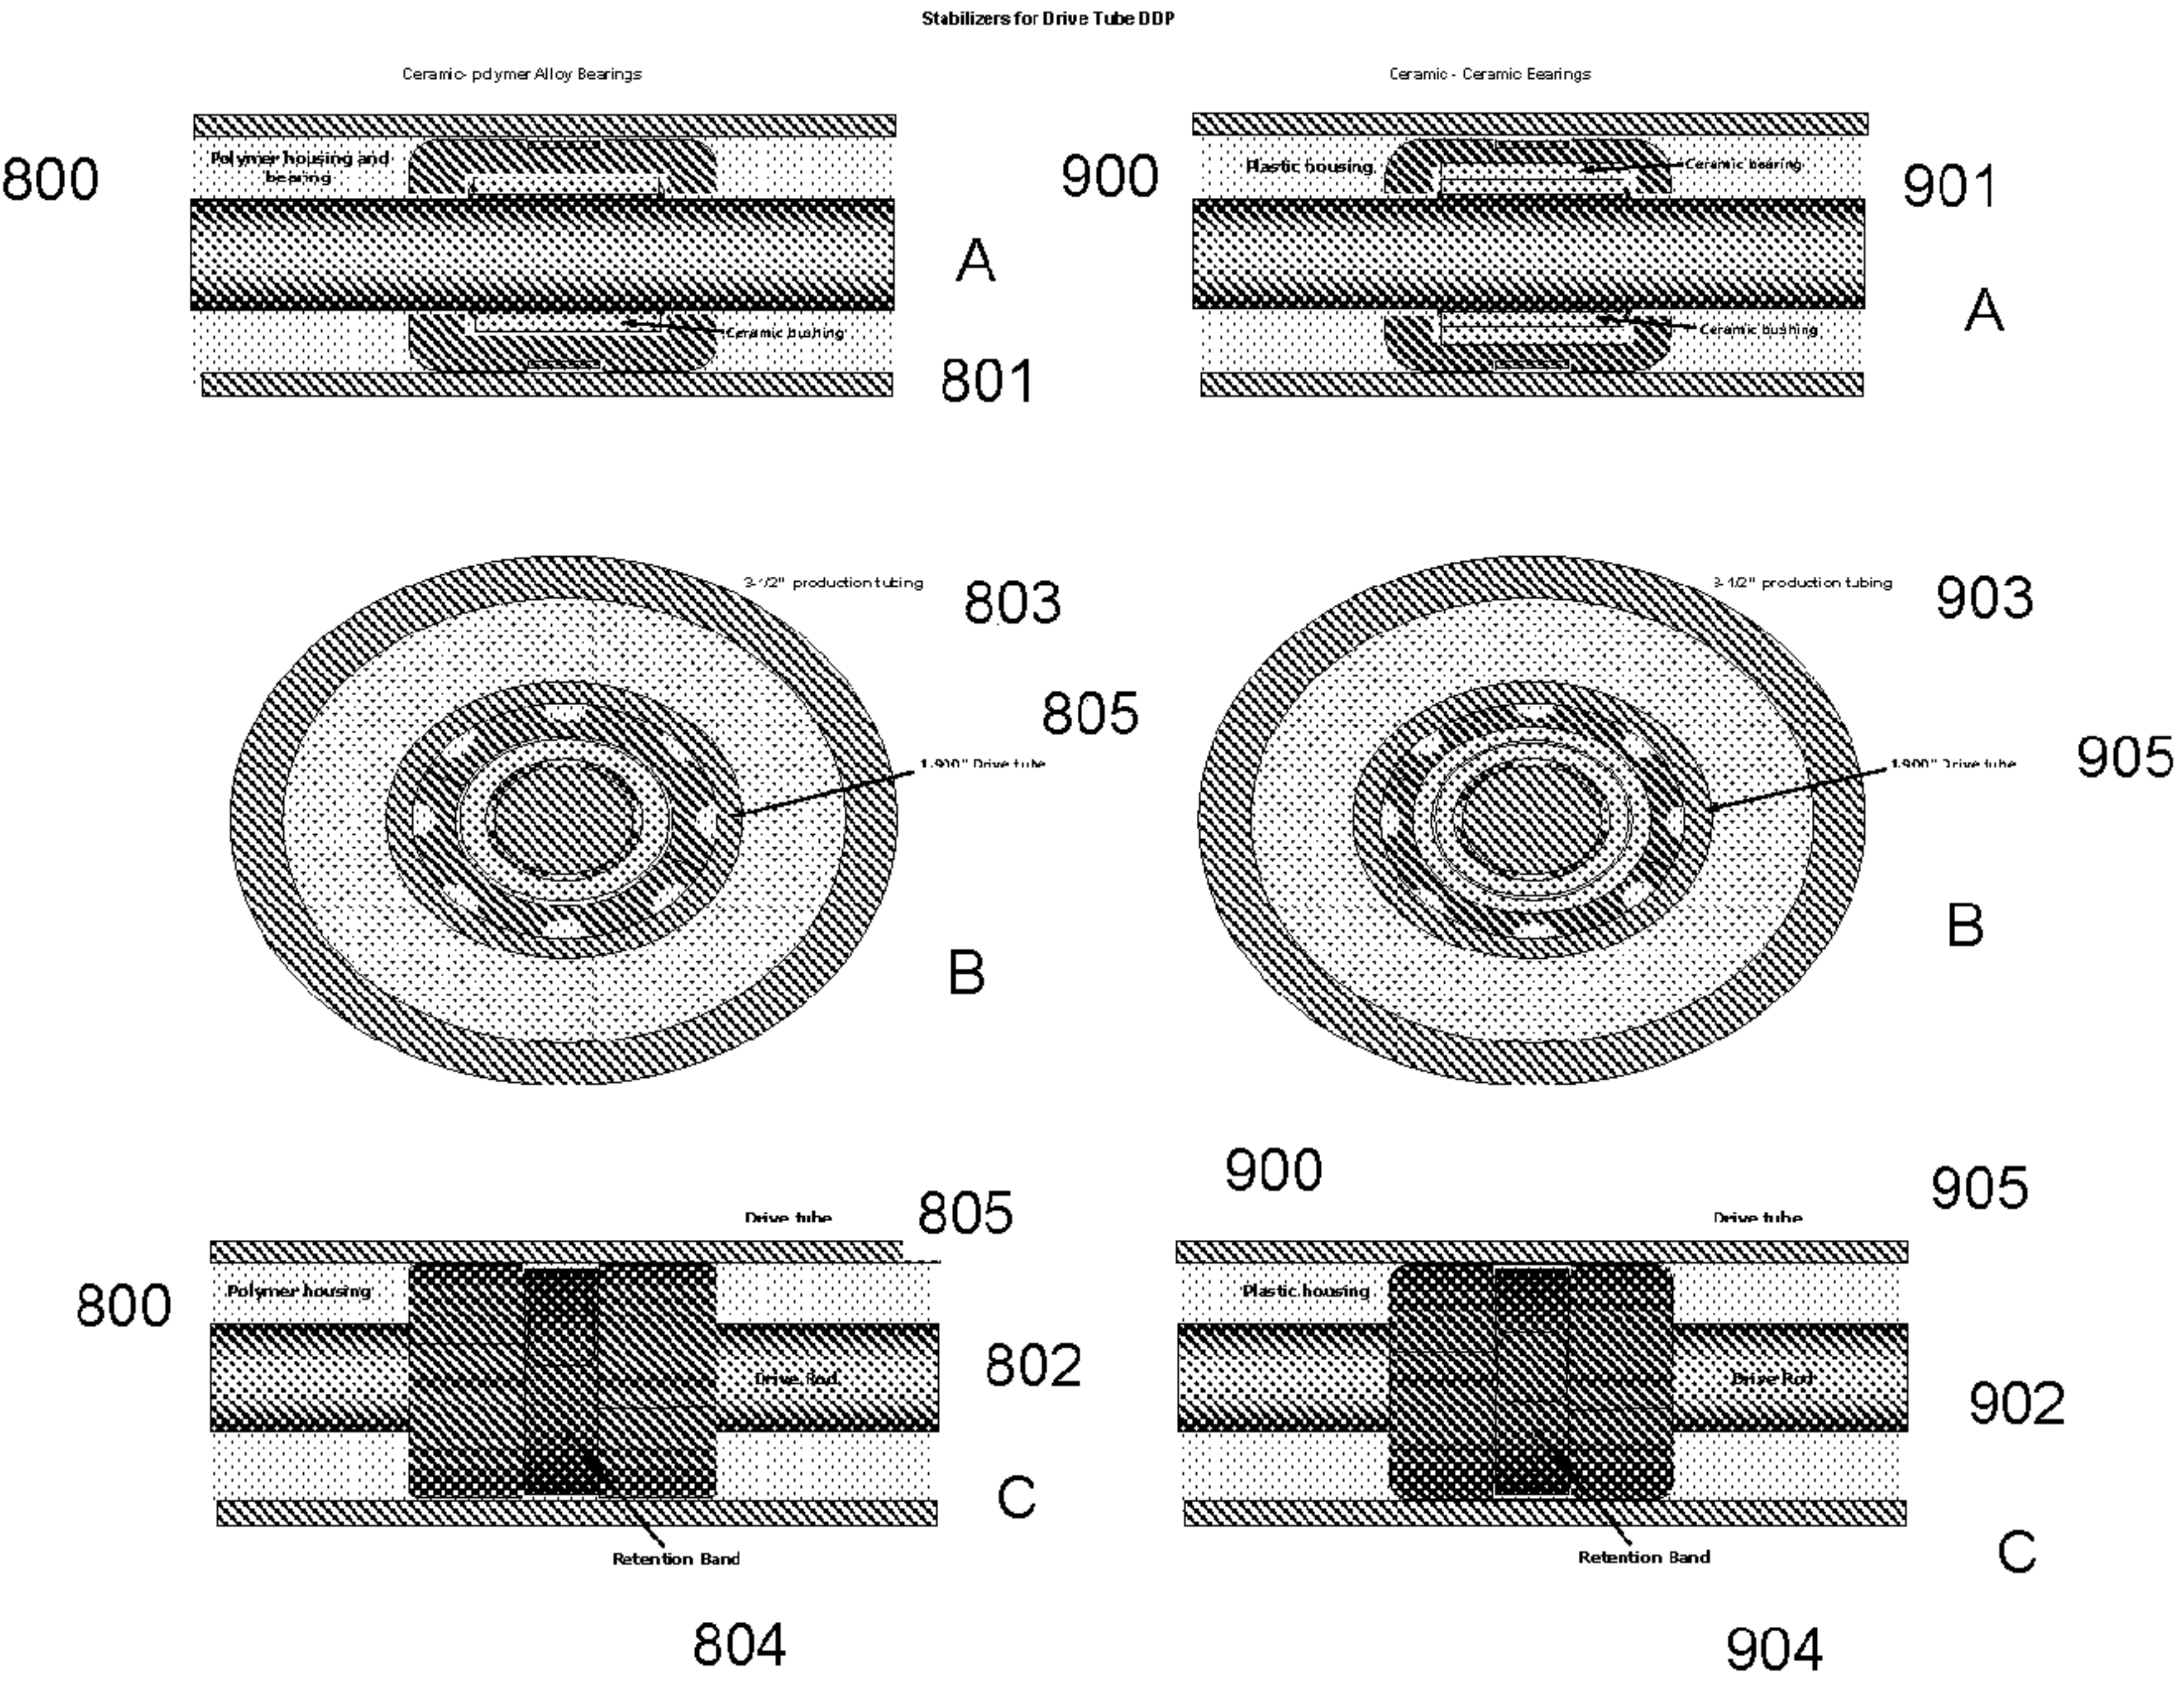 Stabilizers for Drive Tube DDP
Ceramic-polymer Alloy Bearings
Ceramic - Ceramic Eearings
800
Polymer housing and
bearing
900
Plastic housing
Ceramic bearing
901
A
A
Ceramic bushing
Ceramic bushing
801
3-1/2" production tubing
803
3-1/2" production tubing
903
805
1-900" Drive tube
1-900" Drive tube
905
B
B
900
905
Drive tube
805
Drive tube
800
Polymer housing
Plastic housing
802
Drive Rod
Drive Rod
902
C
C
Retention Band
Retention Band
804
904